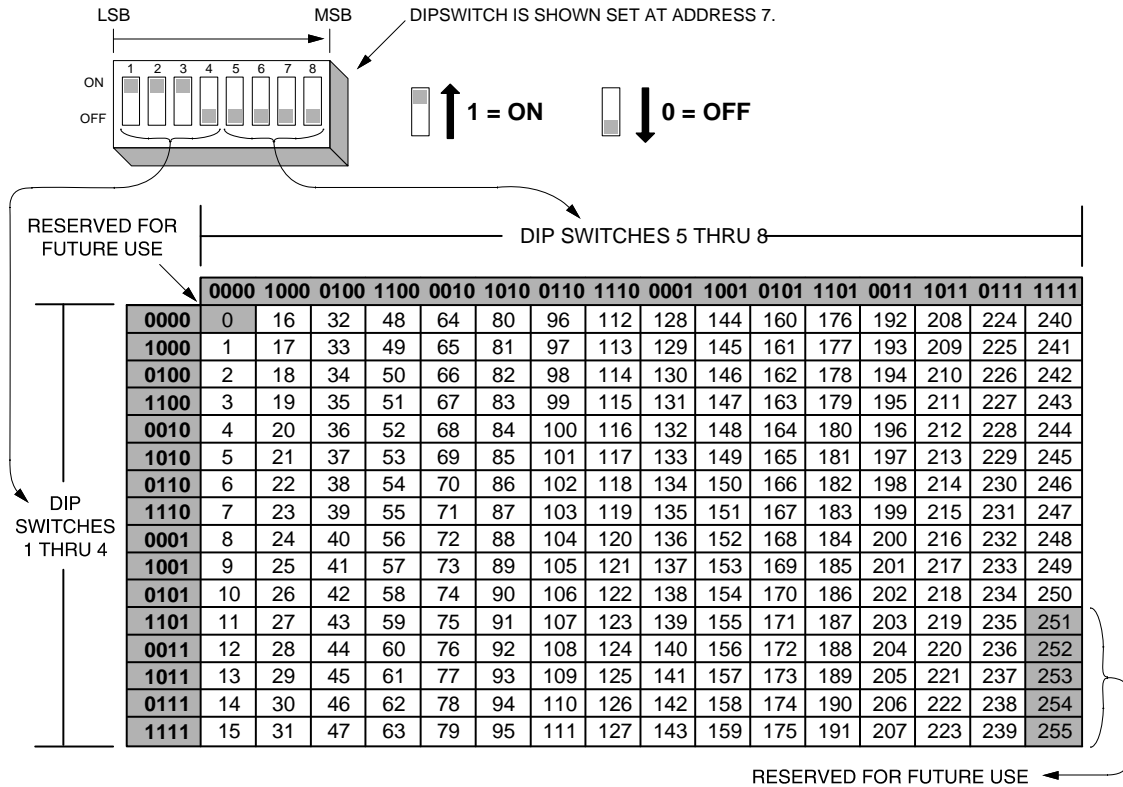 LSB MSB DIPSWITCH IS SHOWN SET AT ADDRESS 7.
1 2 3 4 5 6 7 8
ON
OFF
1 = ON 0 = OFF
RESERVED FOR
FUTURE USE
DIP SWITCHES 5 THRU 8
0000 1000 0100 1100 0010 1010 0110 1110 0001 1001 0101 1101 0011 1011 0111 1111
0000 0 16 32 48 64 80 96 112 128 144 160 176 192 208 224 240
1000 1 17 33 49 65 81 97 113 129 145 161 177 193 209 225 241
0100 2 18 34 50 66 82 98 114 130 146 162 178 194 210 226 242
1100 3 19 35 51 67 83 99 115 131 147 163 179 195 211 227 243
0010 4 20 36 52 68 84 100 116 132 148 164 180 196 212 228 244
1010 5 21 37 53 69 85 101 117 133 149 165 181 197 213 229 245
0110 6 22 38 54 70 86 102 118 134 150 166 182 198 214 230 246
1110 7 23 39 55 71 87 103 119 135 151 167 183 199 215 231 247
0001 8 24 40 56 72 88 104 120 136 152 168 184 200 216 232 248
1001 9 25 41 57 73 89 105 121 137 153 169 185 201 217 233 249
0101 10 26 42 58 74 90 106 122 138 154 170 186 202 218 234 250
1101 11 27 43 59 75 91 107 123 139 155 171 187 203 219 235 251
0011 12 28 44 60 76 92 108 124 140 156 172 188 204 220 236 252
1011 13 29 45 61 77 93 109 125 141 157 173 189 205 221 237 253
0111 14 30 46 62 78 94 110 126 142 158 174 190 206 222 238 254
1111 15 31 47 63 79 95 111 127 143 159 175 191 207 223 239 255
DIP
SWITCHES
1 THRU 4
RESERVED FOR FUTURE USE